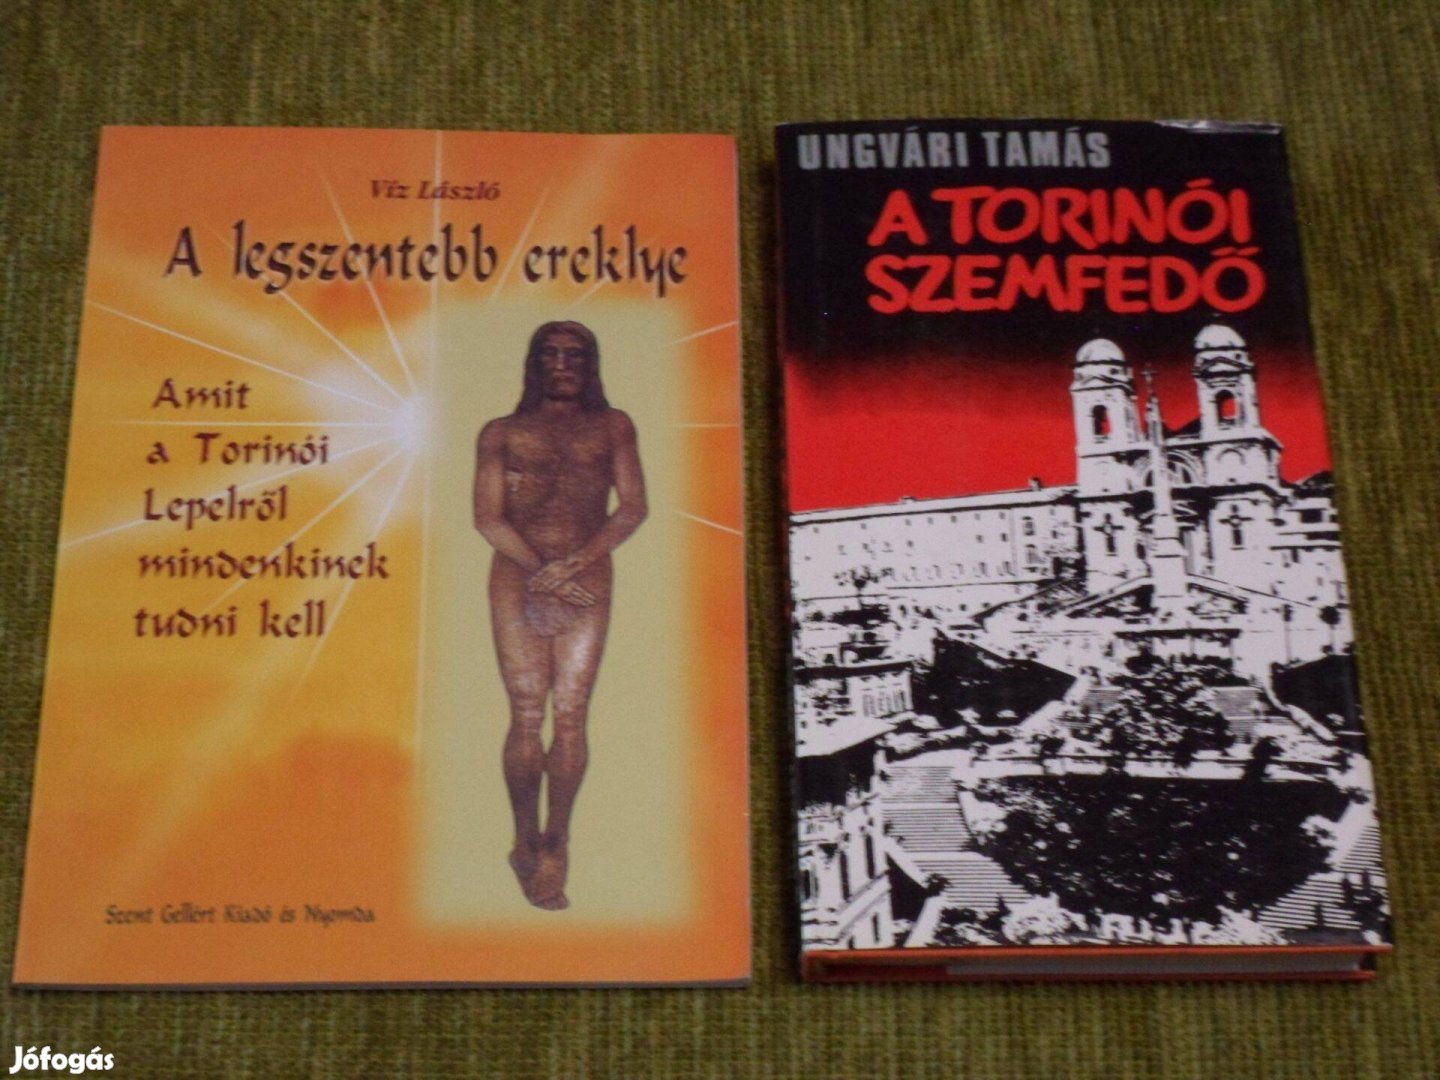 Víz László
A legszentebb ereklye
Amit
a Torinói
Lepelről
mindenkinek
tudni kell
Szent Gellért Kiadó és Nyomda
UNGVÁRI TAMÁS
A TORINÓI
SZEMFEDŐ
Jófogás